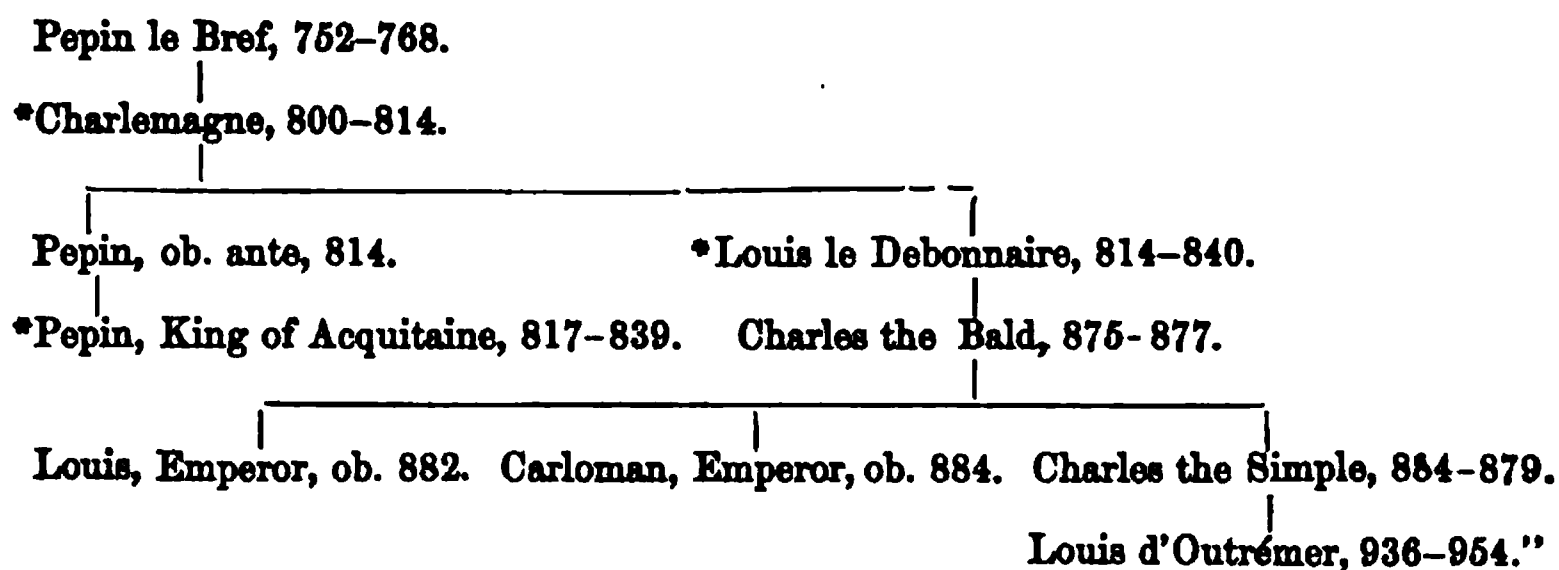 Pepin le Bref, 752–768.
*Charlemagne, 800–814.
Pepin, ob. ante, 814. *Louis le Debonnaire, 814–840.
*Pepin, King of Acquitaine, 817–839. Charles the Bald, 875-877.
Louis, Emperor, ob. 882. Carloman, Emperor, ob. 884. Charles the Simple, 884-879.
Louis d'Outrémer, 936–954."